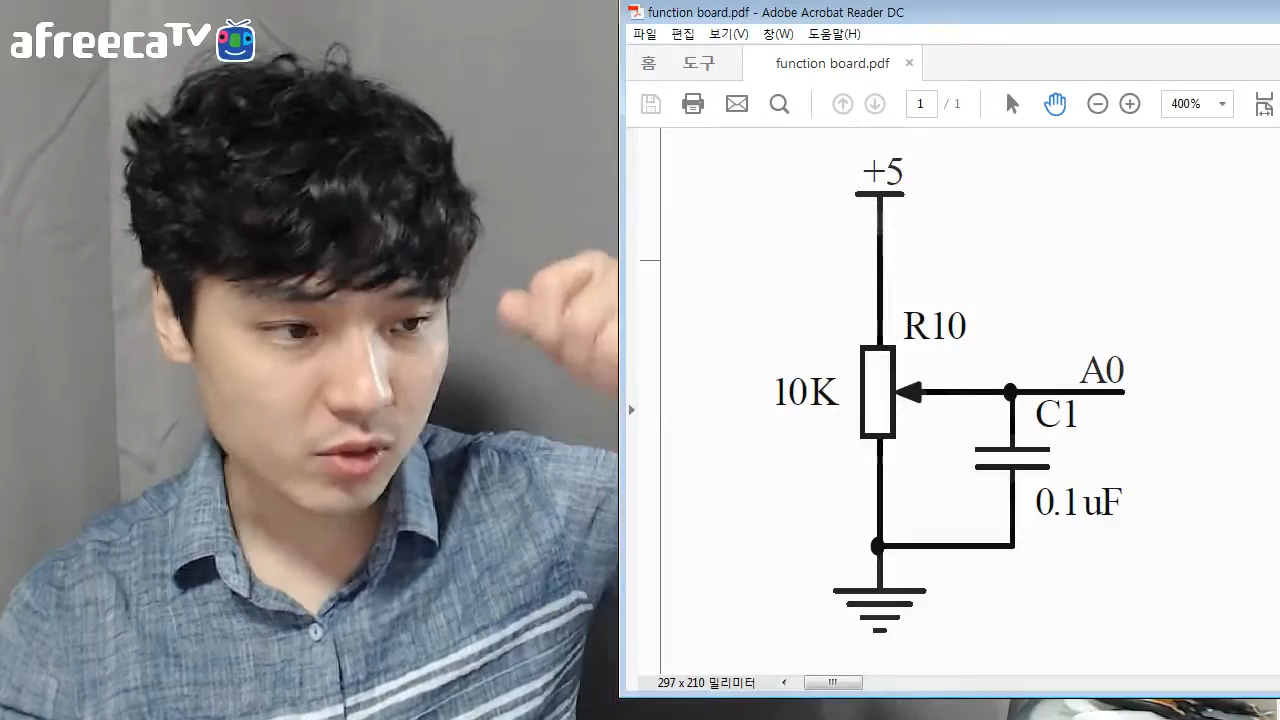 afreecaTV
function board.pdf - Adobe Acrobat Reader DC
파일 편집 보기(V) 창(W) 도움말(H)
홈 도구 function board.pdf ×
1 / 1 400%
+5
R10
10K
A0
C1
0.1uF
297 x 210 밀리미터